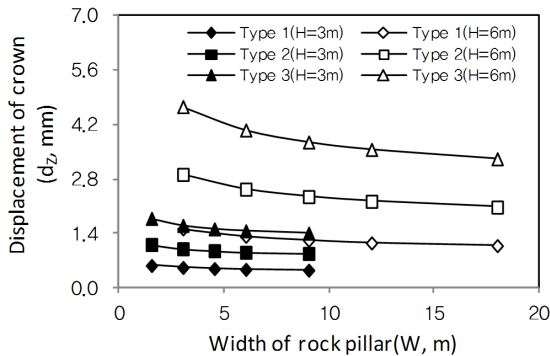 7.0
5.6
4.2
2.8
1.4
0.0
Displacement of crown
(dZ, mm)
Type 1(H=3m)
Type 1(H=6m)
Type 2(H=3m)
Type 2(H=6m)
Type 3(H=3m)
Type 3(H=6m)
0
5
10
15
20
Width of rock pillar(W, m)